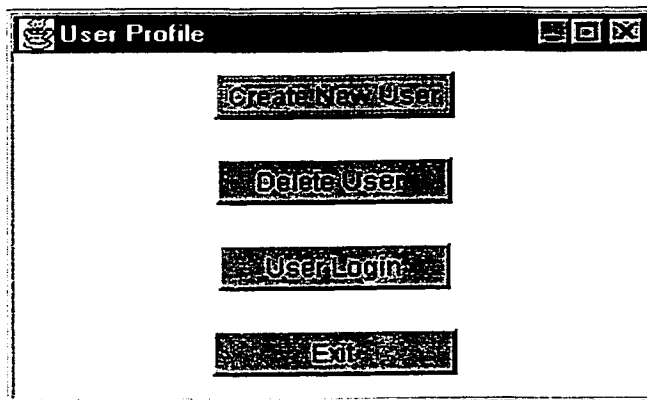 User Profile
Create New User
Delete User
User Login
Exit